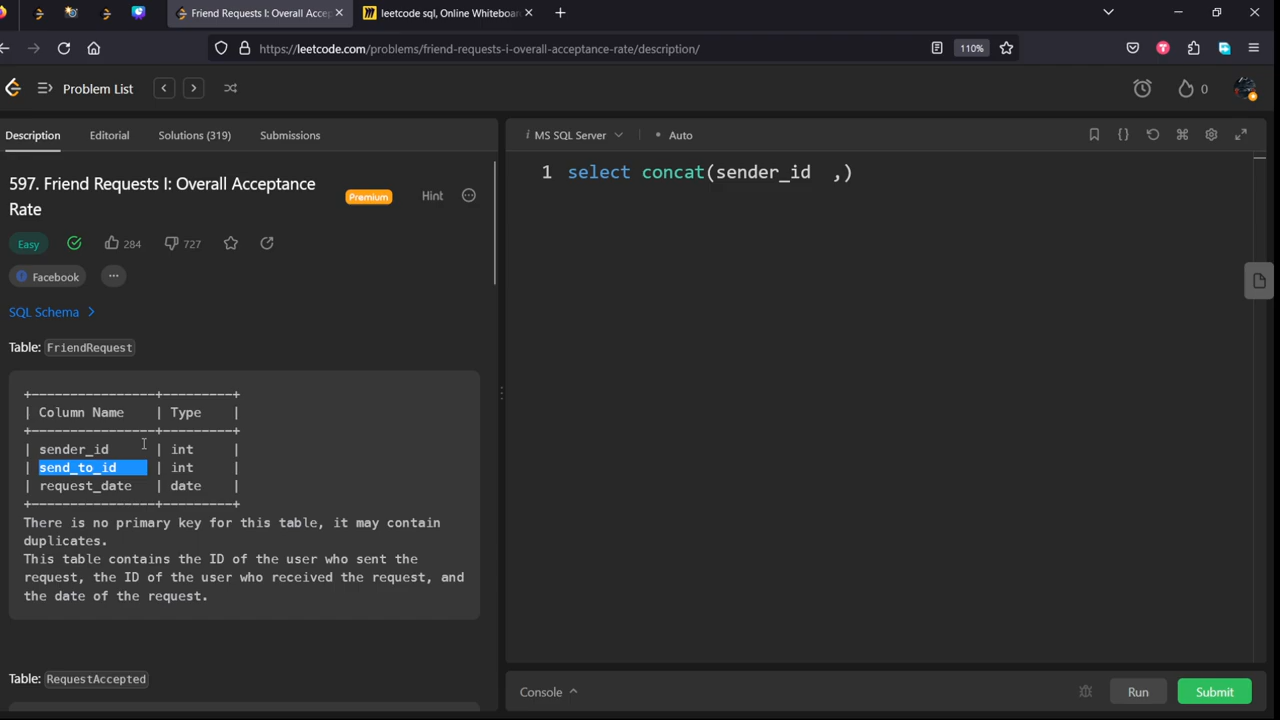 Friend Requests I: Overall Accep
leetcode sql, Online Whiteboar
https://leetcode.com/problems/friend-requests-i-overall-acceptance-rate/description/
110%
Problem List
0
Description
Editorial
Solutions (319)
Submissions
597. Friend Requests I: Overall Acceptance
Rate
Premium
Hint
Easy
284
727
Facebook
SQL Schema
Table: FriendRequest
+----------------+---------+
| Column Name | Type |
+----------------+---------+
| sender_id | int |
| send_to_id | int |
| request_date | date |
+----------------+---------+
There is no primary key for this table, it may contain
duplicates.
This table contains the ID of the user who sent the
request, the ID of the user who received the request, and
the date of the request.
Table: RequestAccepted
i MS SQL Server
• Auto
1 select concat(sender_id ,)
Console
Run
Submit